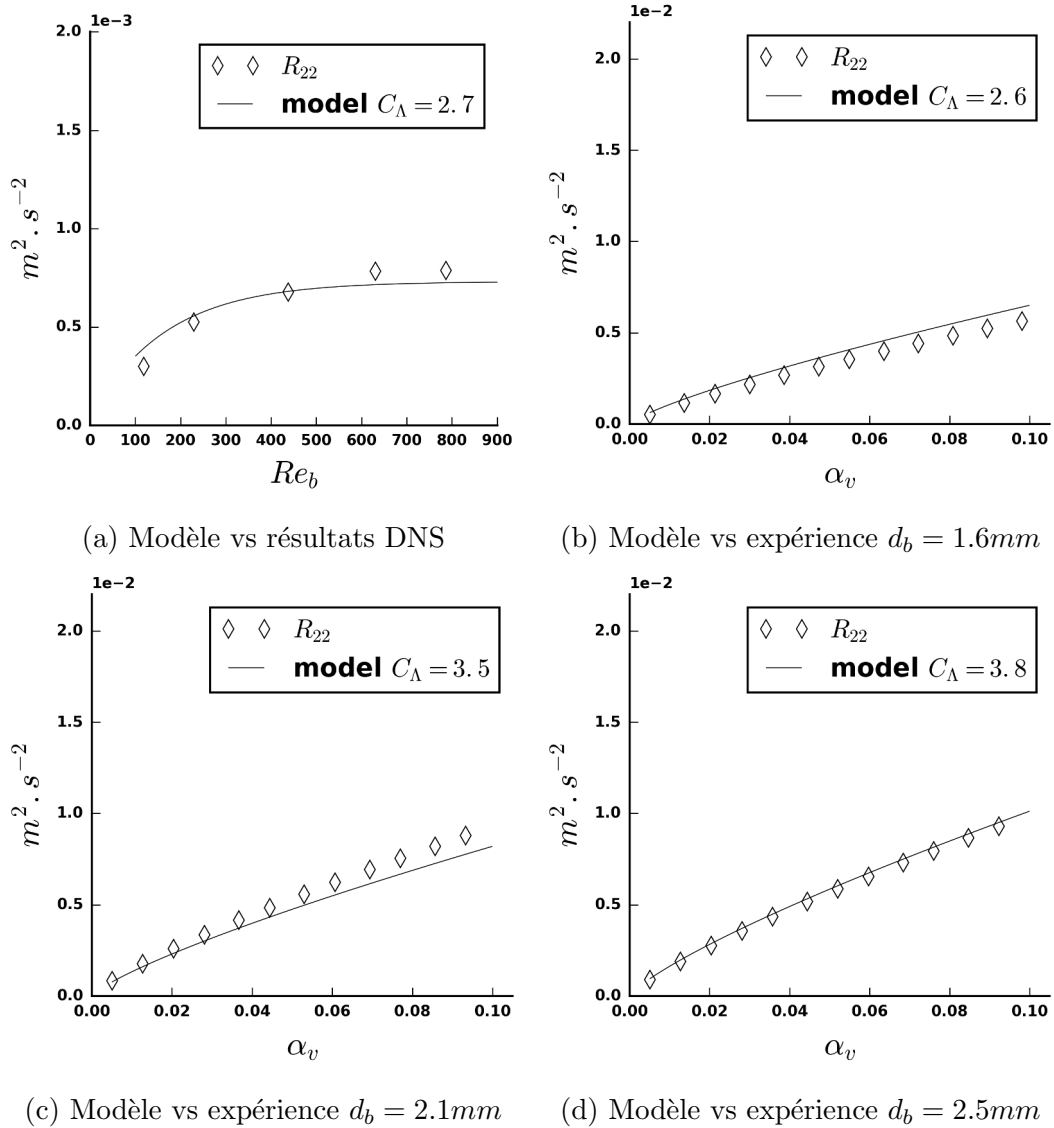 1e−3
2.0
1.5
1.0
0.5
0.0
m². s⁻²
R₂₂
model C_Λ = 2.7
0 100 200 300 400 500 600 700 800 900
Re_b
(a) Modèle vs résultats DNS
1e−2
2.0
1.5
1.0
0.5
0.0
m². s⁻²
R₂₂
model C_Λ = 2.6
0.00 0.02 0.04 0.06 0.08 0.10
α_v
(b) Modèle vs expérience d_b = 1.6mm
1e−2
2.0
1.5
1.0
0.5
0.0
m². s⁻²
R₂₂
model C_Λ = 3.5
0.00 0.02 0.04 0.06 0.08 0.10
α_v
(c) Modèle vs expérience d_b = 2.1mm
1e−2
2.0
1.5
1.0
0.5
0.0
m². s⁻²
R₂₂
model C_Λ = 3.8
0.00 0.02 0.04 0.06 0.08 0.10
α_v
(d) Modèle vs expérience d_b = 2.5mm